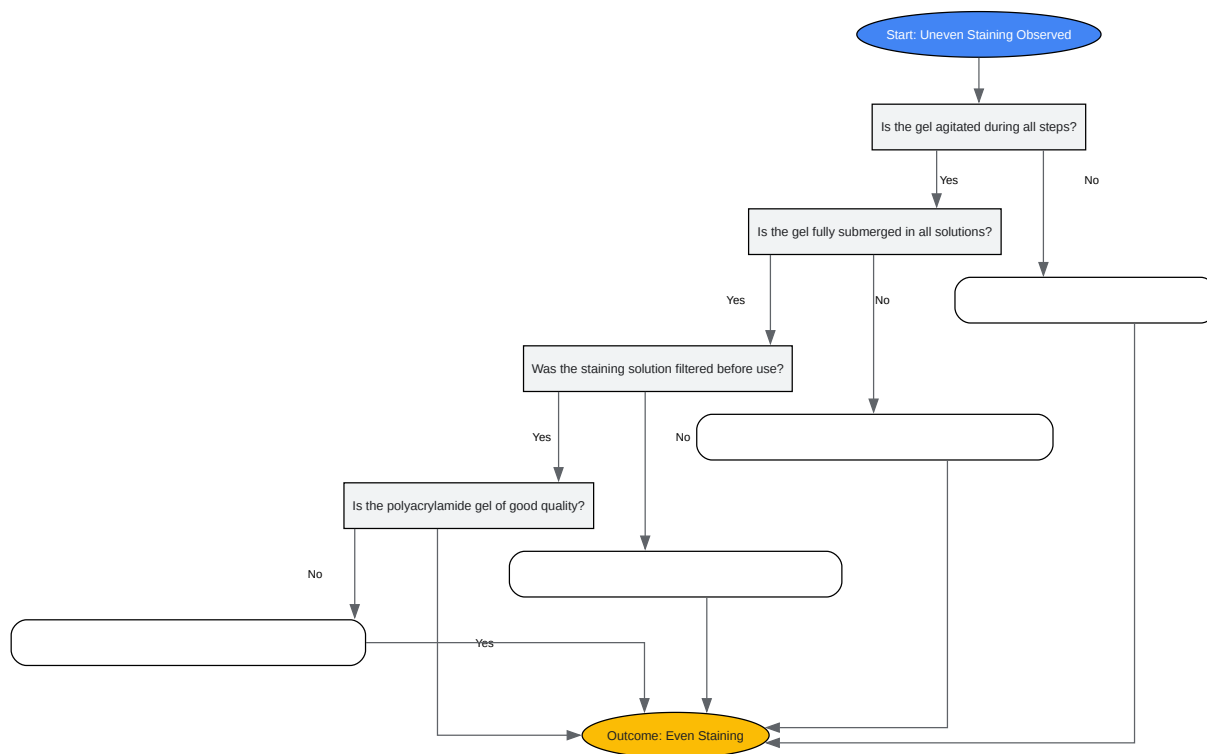 Start: Uneven Staining Observed
Is the gel agitated during all steps?
Yes
No
Is the gel fully submerged in all solutions?
Yes
No
Was the staining solution filtered before use?
Yes
No
Is the polyacrylamide gel of good quality?
No
Yes
Outcome: Even Staining